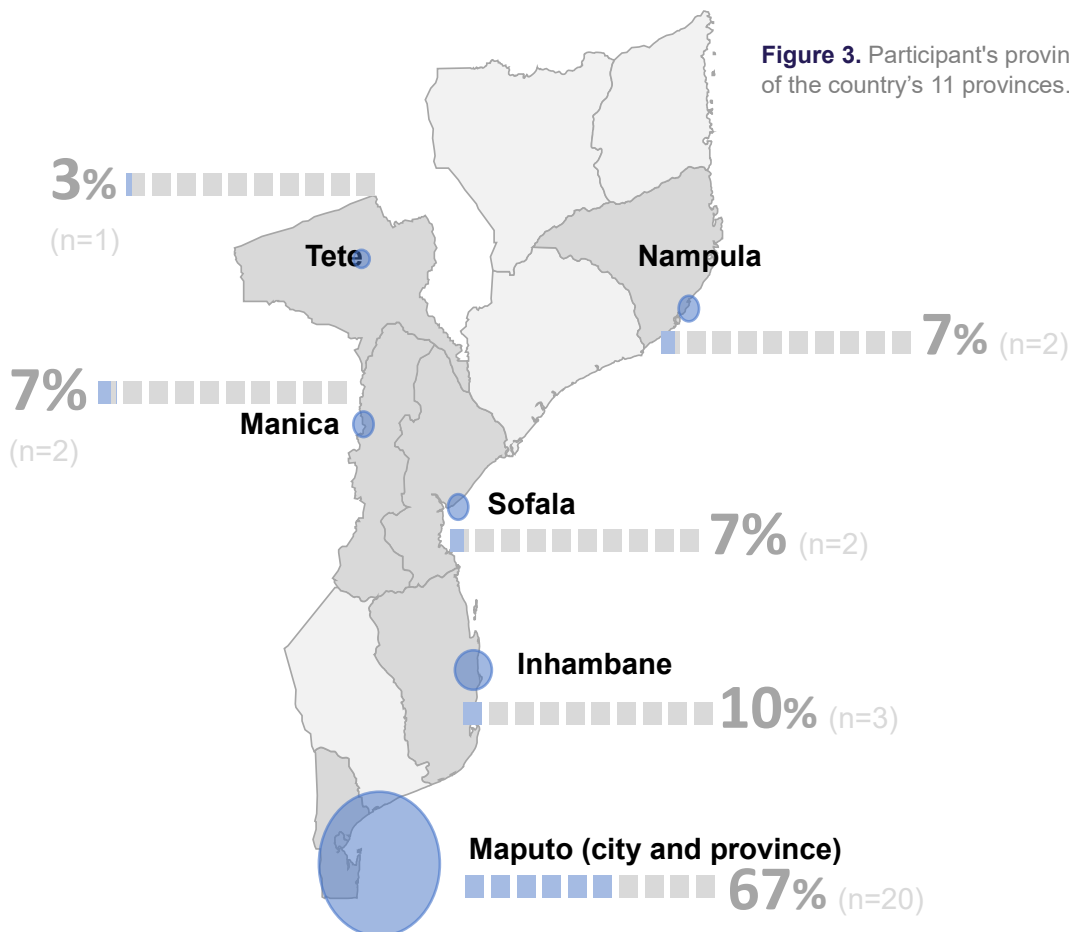 Figure 3. Participant's provin
of the country's 11 provinces.
3%
(n=1)
Tete
Nampula
7% (n=2)
7%
(n=2)
Manica
Sofala
7% (n=2)
Inhambane
10% (n=3)
Maputo (city and province)
67% (n=20)